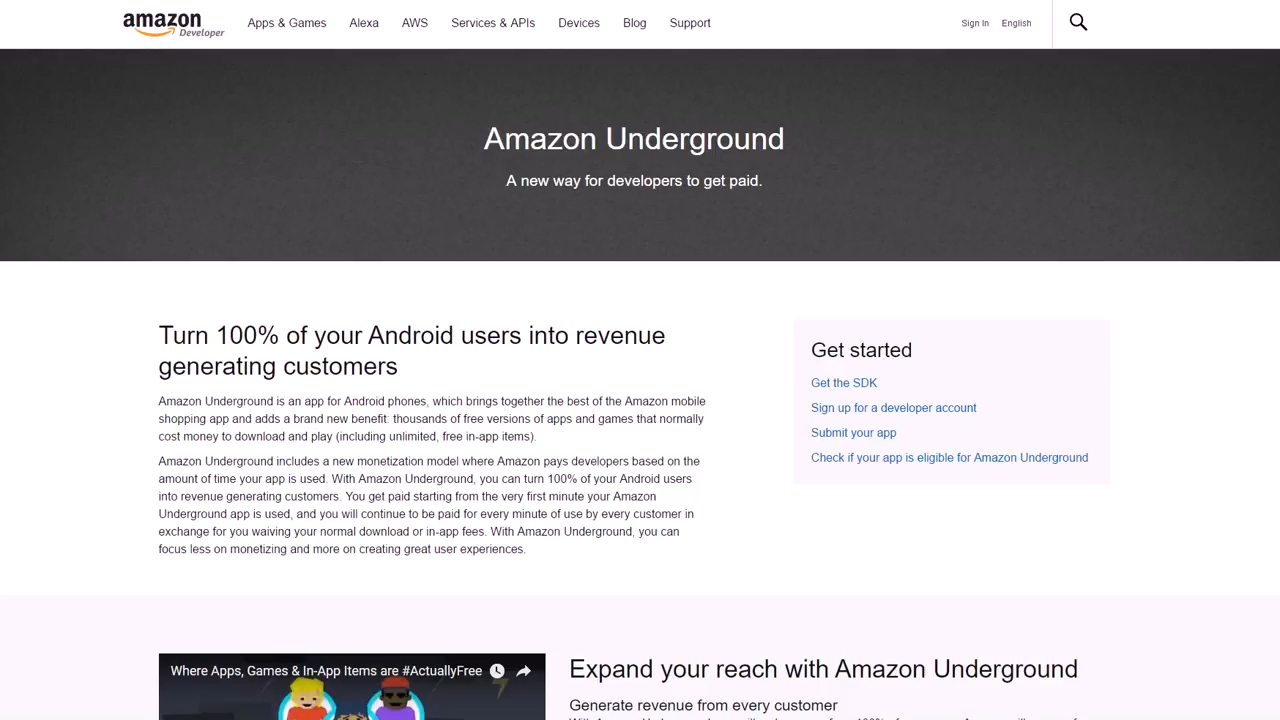 amazon Developer
Apps & Games Alexa AWS Services & APIs Devices Blog Support Sign In English
Amazon Underground
A new way for developers to get paid.
Turn 100% of your Android users into revenue
generating customers
Amazon Underground is an app for Android phones, which brings together the best of the Amazon mobile
shopping app and adds a brand new benefit: thousands of free versions of apps and games that normally
cost money to download and play (including unlimited, free in-app items).
Amazon Underground includes a new monetization model where Amazon pays developers based on the
amount of time your app is used. With Amazon Underground, you can turn 100% of your Android users
into revenue generating customers. You get paid starting from the very first minute your Amazon
Underground app is used, and you will continue to be paid for every minute of use by every customer in
exchange for you waiving your normal download or in-app fees. With Amazon Underground, you can
focus less on monetizing and more on creating great user experiences.
Get started
Get the SDK
Sign up for a developer account
Submit your app
Check if your app is eligible for Amazon Underground
Where Apps, Games & In-App Items are #ActuallyFree
Expand your reach with Amazon Underground
Generate revenue from every customer